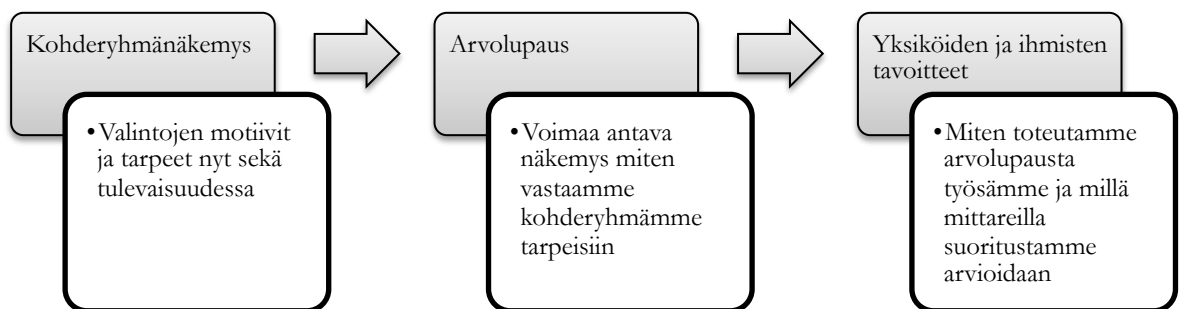 Kohderyhmänäkemys
•Valintojen motiivit
ja tarpeet nyt sekä
tulevaisuudessa
Arvolupaus
•Voimaa antava
näkemys miten
vastaamme
kohderyhmämme
tarpeisiin
Yksiköiden ja ihmisten
tavoitteet
•Miten toteutamme
arvolupausta
työsämme ja millä
mittareilla
suoritustamme
arvioidaan